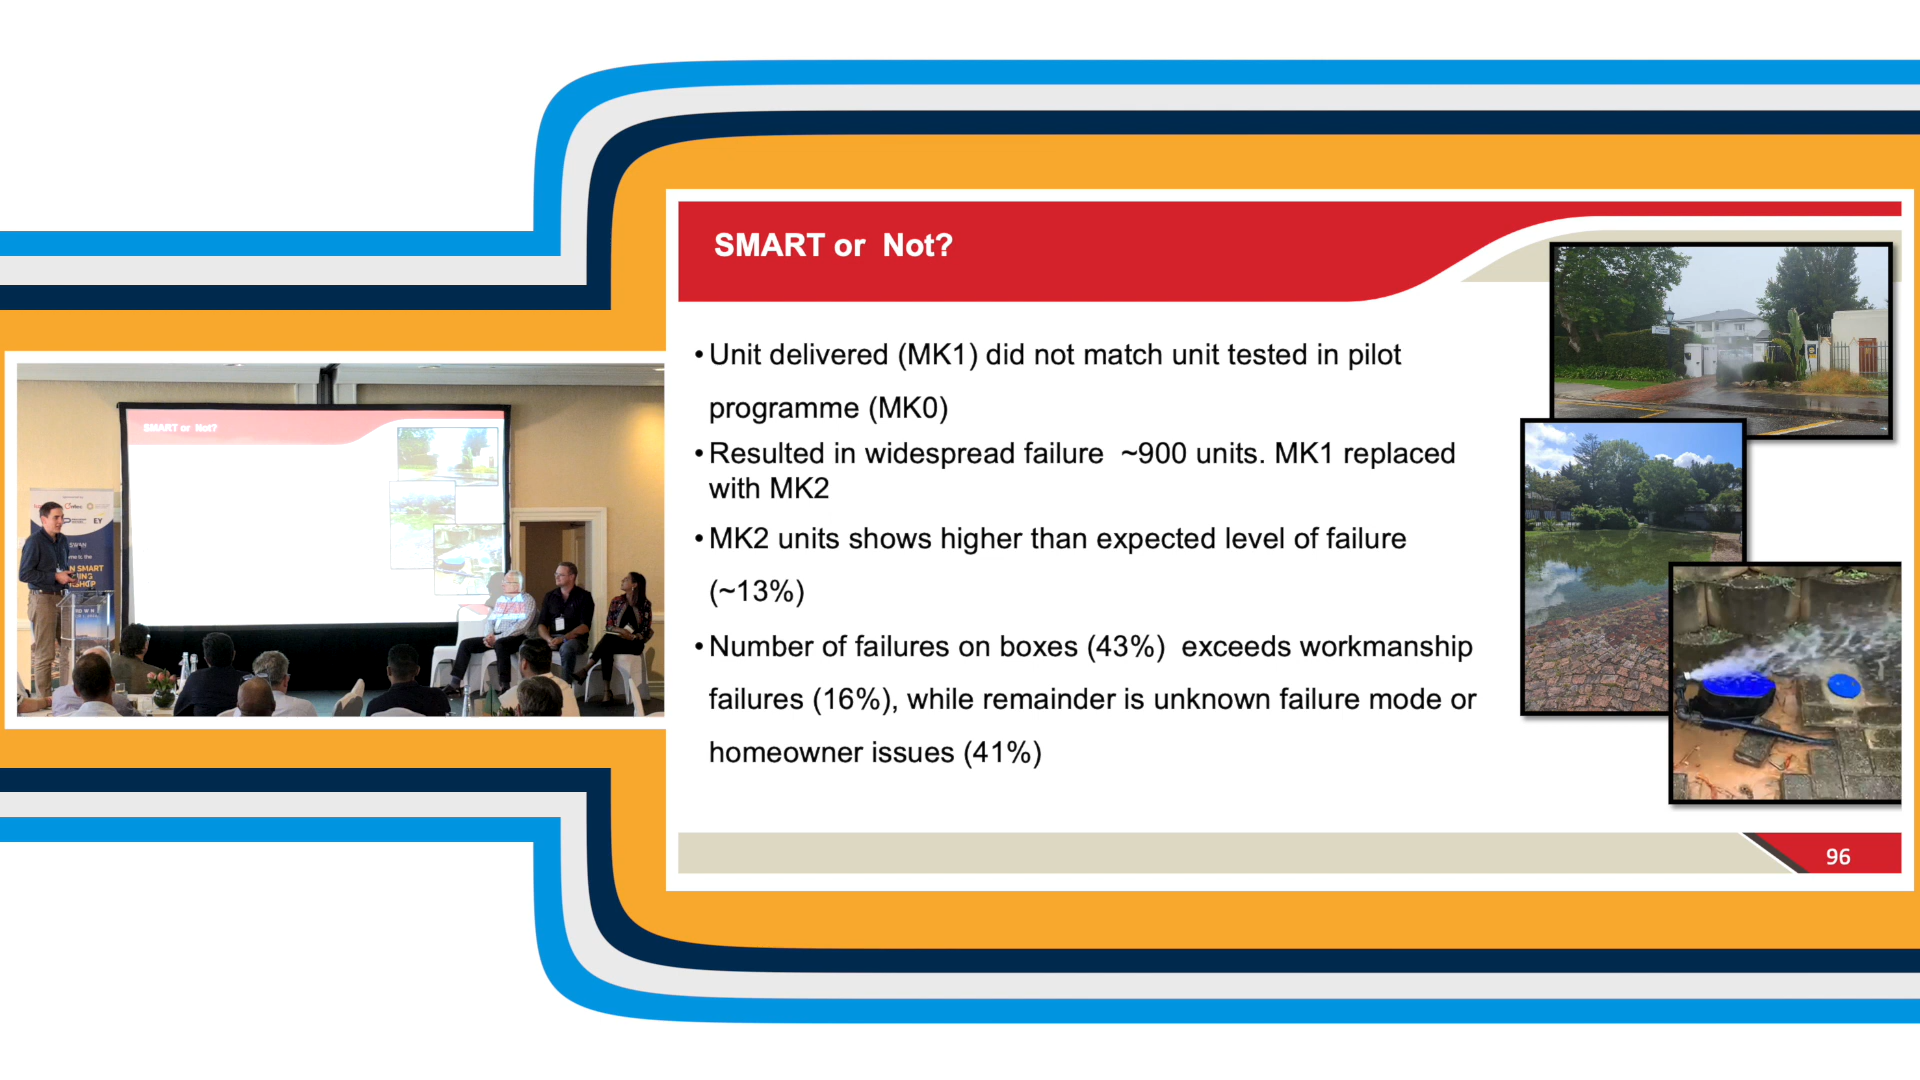 SMART or Not?
• Unit delivered (MK1) did not match unit tested in pilot
programme (MK0)
• Resulted in widespread failure ~900 units. MK1 replaced
with MK2
• MK2 units shows higher than expected level of failure
(~13%)
• Number of failures on boxes (43%) exceeds workmanship
failures (16%), while remainder is unknown failure mode or
homeowner issues (41%)
96
SMART or Not?
EY
SWAN
N SMART